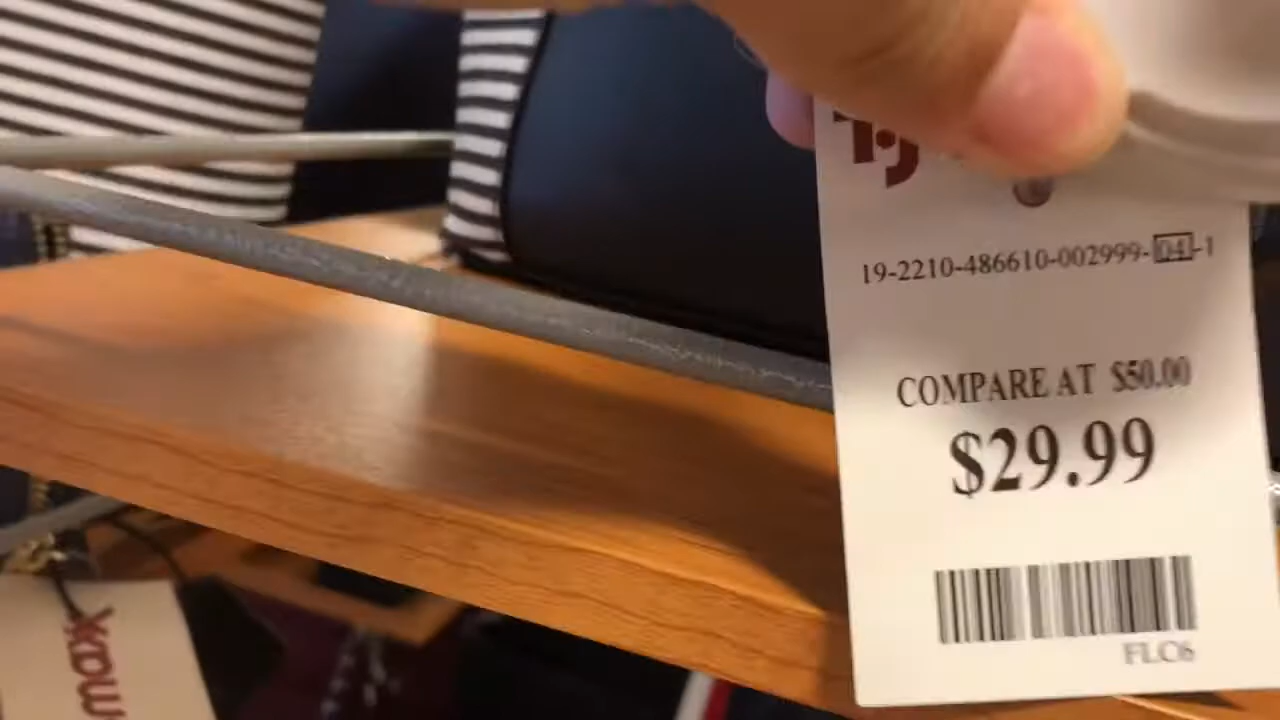 T•J
19-2210-486610-002999-04-1
COMPARE AT $50.00
$29.99
FLC6